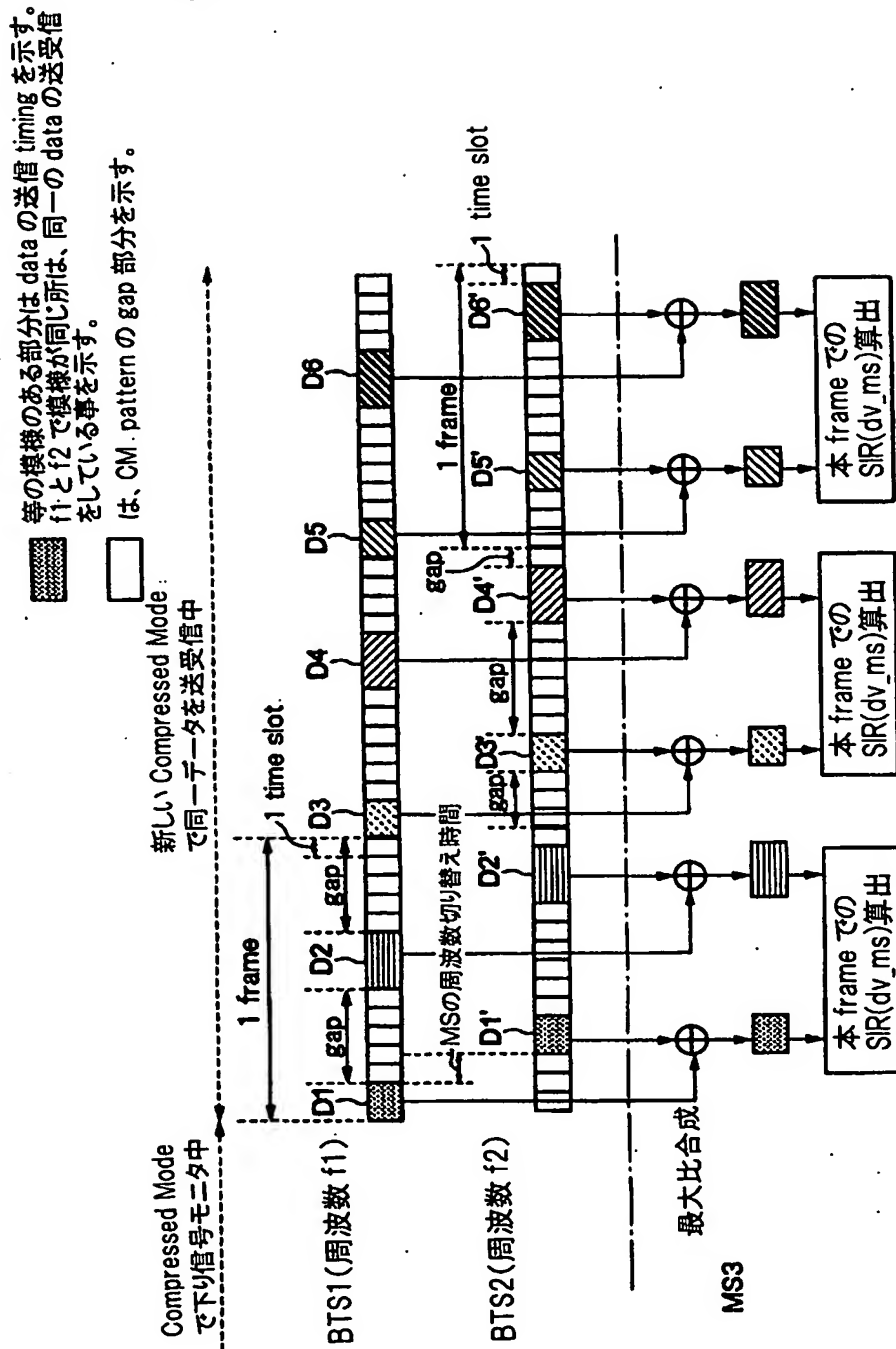 等の模様のある部分は data の送信 timing を示す。
f1 と f2 で模様が同じ所は、同一の data の送受信
をしている事を示す。
は、CM pattern の gap 部分を示す。
Compressed Mode
で下り信号モニタ中
新しい Compressed Mode
で同一データを送受信中
1 frame
1 time slot
BTS1(周波数 f1)
D1
gap
D2
gap
D3
D4
D5
D6
MSの周波数切り替え時間
1 frame
1 time slot
BTS2(周波数 f2)
D1'
D2'
gap
D3'
gap
D4'
gap
D5'
D6'
最大比合成
MS3
本 frame での
SIR(dv_ms)算出
本 frame での
SIR(dv_ms)算出
本 frame での
SIR(dv_ms)算出